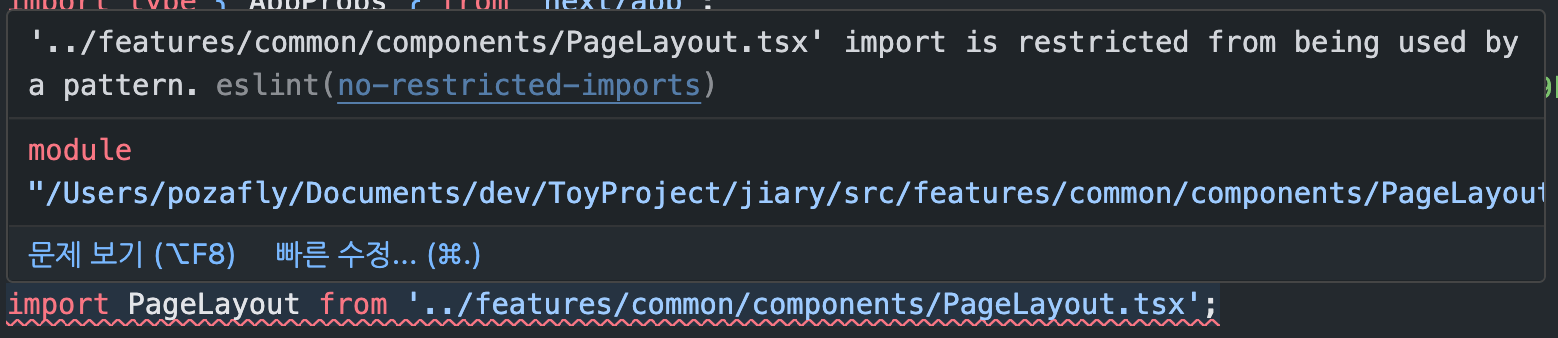 import type { AppProps } from 'next/app';
'../features/common/components/PageLayout.tsx' import is restricted from being used by
a pattern. eslint(no-restricted-imports)
module
"/Users/pozafly/Documents/dev/ToyProject/jiary/src/features/common/components/PageLayout
문제 보기 (⌥F8) 빠른 수정... (⌘.)
import PageLayout from '../features/common/components/PageLayout.tsx';